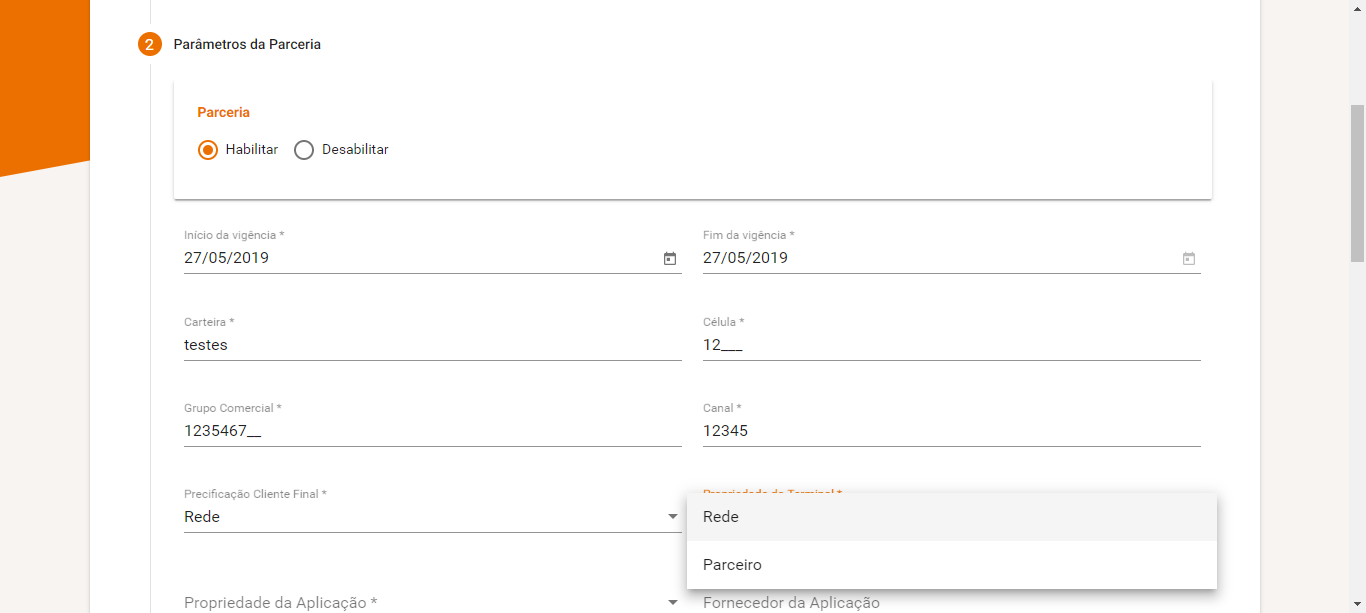 2 Parâmetros da Parceria
Parceria
Habilitar Desabilitar
Início da vigência * Fim da vigência *
27/05/2019 27/05/2019
Carteira * Célula *
testes 12___
Grupo Comercial * Canal *
1235467__ 12345
Precificação Cliente Final * Propriedade do Terminal *
Rede Rede
Parceiro
Propriedade da Aplicação * Fornecedor da Aplicação